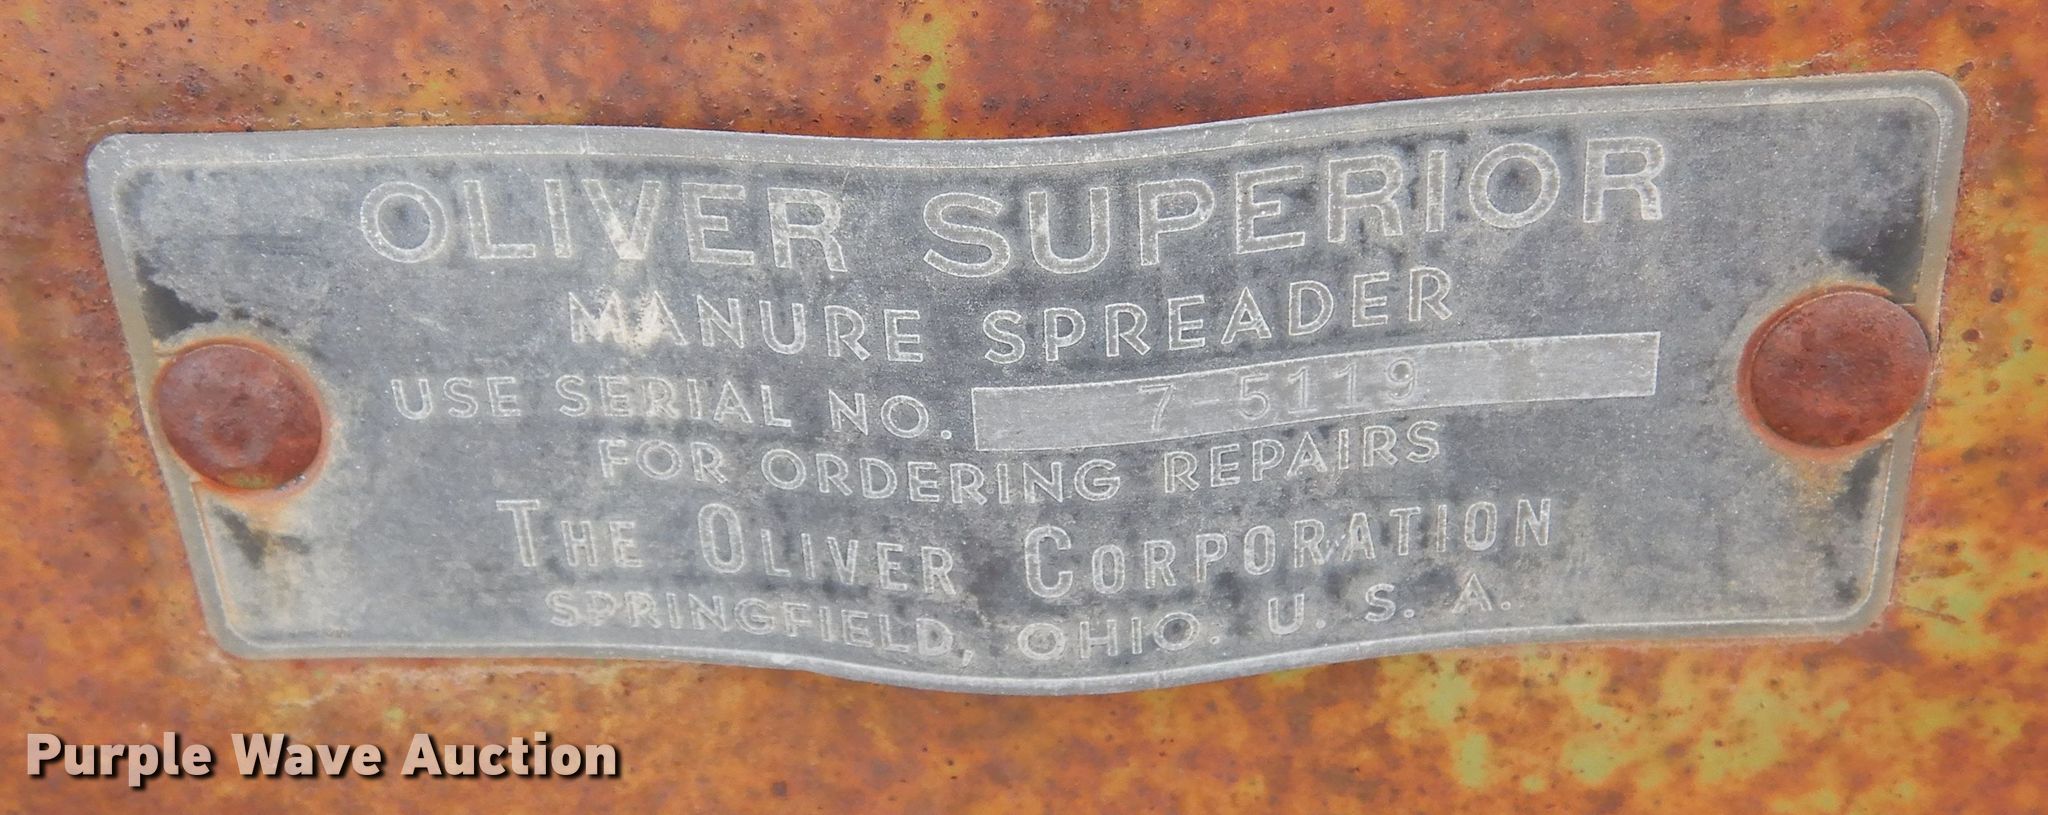 OLIVER SUPERIOR
MANURE SPREADER
USE SERIAL NO. 7-5119
FOR ORDERING REPAIRS
THE OLIVER CORPORATION
SPRINGFIELD, OHIO. U. S. A.
Purple Wave Auction